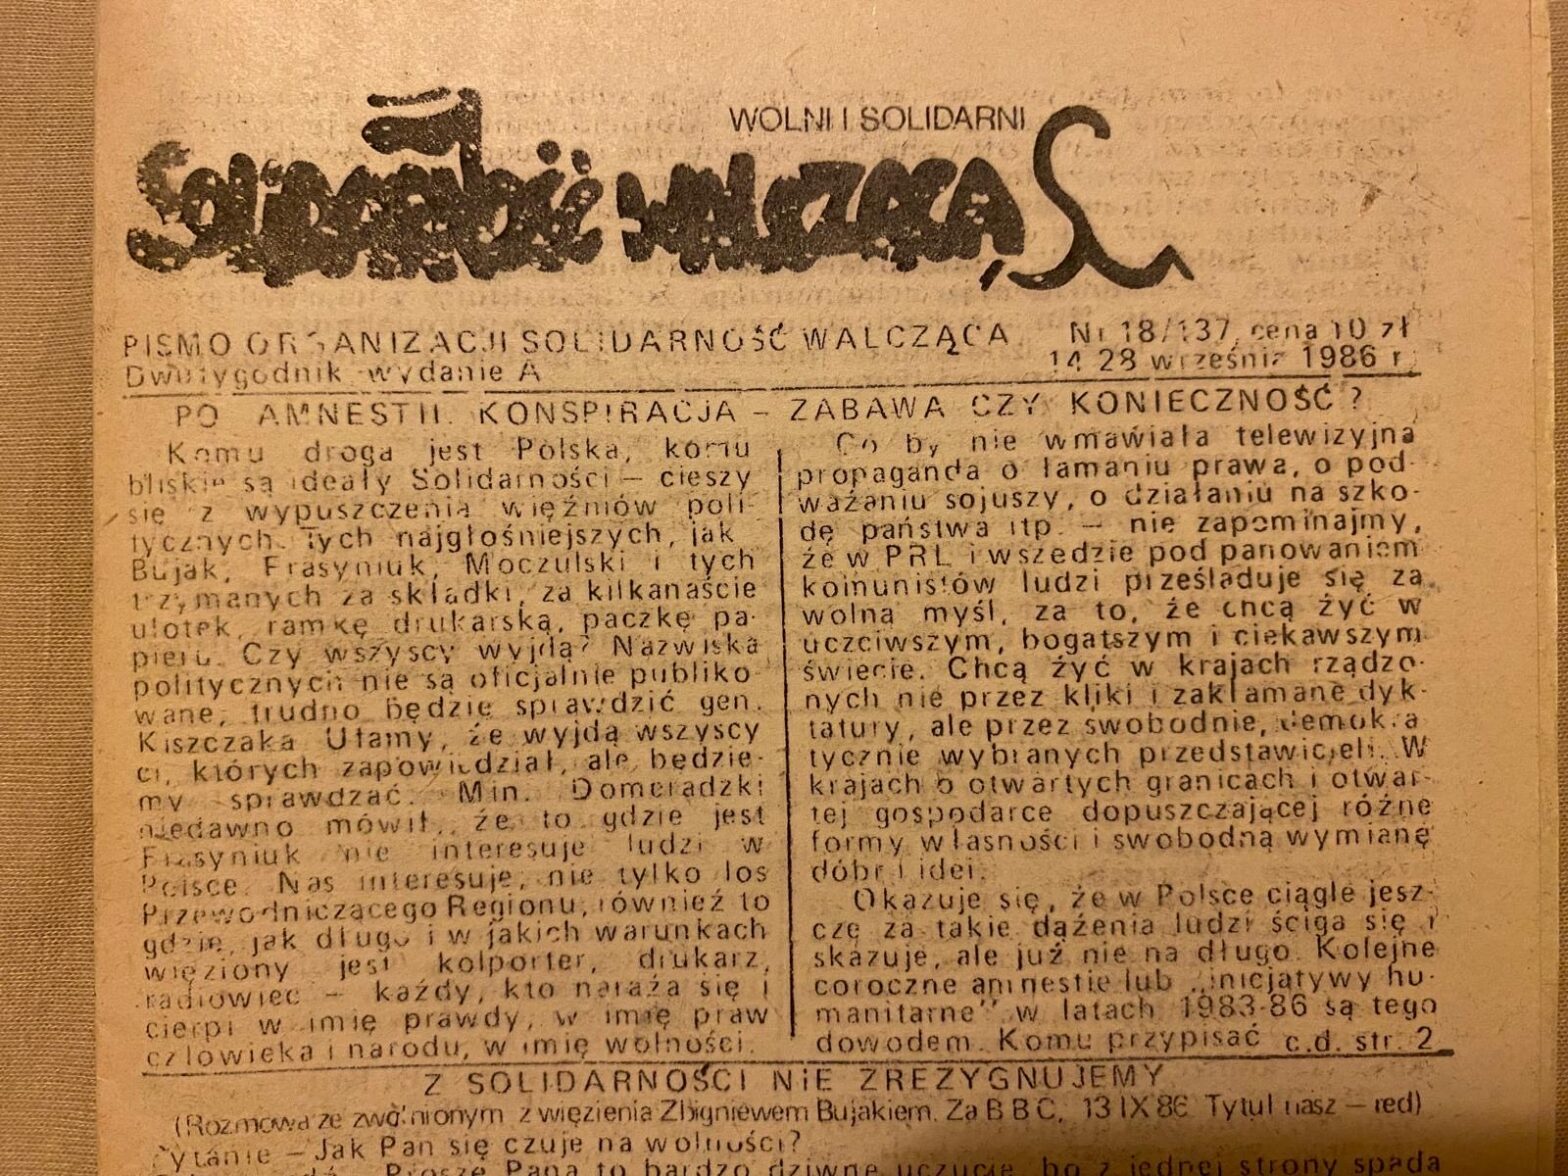 WOLNI I SOLIDARNI
Solidarność walcząca
PISMO ORGANIZACJI SOLIDARNOŚĆ WALCZĄCA
Nr 18/137, cena 10 zł
Dwutygodnik wydanie A
14 28 września 1986 r.
PO AMNESTII. KONSPIRACJA – ZABAWA CZY KONIECZNOŚĆ?
Komu droga jest Polska, komu
bliskie są ideały Solidarności – cieszy
się z wypuszczenia więźniów poli-
tycznych. Tych najgłośniejszych, jak
Bujak, Frasyniuk, Moczulski i tych
trzymanych za składki, za kilkanaście
ulotek, ramkę drukarską, paczkę pa-
pieru. Czy wszyscy wyjdą? Nazwiska
politycznych nie są oficjalnie publiko
wane, trudno będzie sprawdzić gen.
Kiszczaka Ufamy, że wyjdą wszyscy
ci, których zapowiedział, ale będzie-
my sprawdzać. Min. Domeradzki
niedawno mówił, że to gdzie jest
Frasyniuk nie interesuje ludzi w
Polsce. Nas interesuje, nie tylko los
Przewodniczącego Regionu, również to
gdzie, jak długo i w jakich warunkach
więziony jest kolporter, drukarz,
radiowiec – każdy, kto naraża się i
cierpi w imię prawdy, w imię praw
człowieka i narodu, w imię wolności.
Co by nie wmawiała telewizyjna
propaganda o łamaniu prawa, o pod-
ważaniu sojuszy, o działaniu na szko-
dę państwa itp. – nie zapominajmy,
że w PRL i wszedzie pod panowaniem
komunistów ludzi prześladuje się za
wolną myśl, za to, że chcą żyć w
uczciwszym, bogatszym i ciekawszym
świecie. Chcą żyć w krajach rządzo-
nych nie przez kliki i zakłamane dyk-
tatury, ale przez swobodnie, demokra
tycznie wybranych przedstawicieli. W
krajach o otwartych granicach i otwar-
tej gospodarce dopuszczającej różne
formy własności i swobodną wymianę
dóbr i idei.
Okazuje się, że w Polsce ciągle jesz-
cze za takie dążenia ludzi ściga się i
skazuje, ale już nie na długo. Kolejne
coroczne amnestie lub „inicjatywy hu-
manitarne" w latach 1983-86 są tego
dowodem. Komu przypisać c.d. str. 2
Z SOLIDARNOŚCI NIE ZREZYGNUJEMY
(Rozmowa ze zwolnionym z więzienia Zbigniewem Bujakiem. Za BBC, 13 IX 86 Tytuł nasz – red)
Pytanie – Jak Pan się czuje na wolności?
Proszę Pana to bardzo dziwne uczucie, bo z jednej strony spada